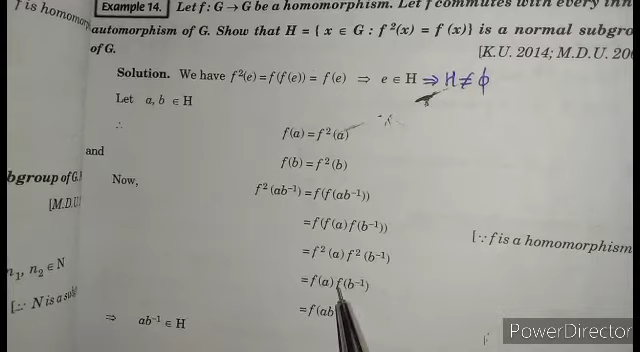 f is homomor
Example 14. Let f : G → G be a homomorphism. Let f commutes with every inn
automorphism of G. Show that H = { x ∈ G : f²(x) = f (x)} is a normal subgro
of G.
[K.U. 2014; M.D.U. 20
Solution. We have f²(e) = f(f(e)) = f(e) ⇒ e ∈ H ⇒ H ≠ ϕ
Let a, b ∈ H
∴ f(a) = f²(a)
and f(b) = f²(b)
bgroup of G.
Now, f²(ab⁻¹) = f(f(ab⁻¹))
[M.D.U.
= f(f(a) f(b⁻¹))
= f²(a) f²(b⁻¹) [∵ f is a homomorphism
n₁, n₂ ∈ N
= f(a) f(b⁻¹)
[∵ N is a sub
= f(ab
⇒ ab⁻¹ ∈ H
PowerDirector